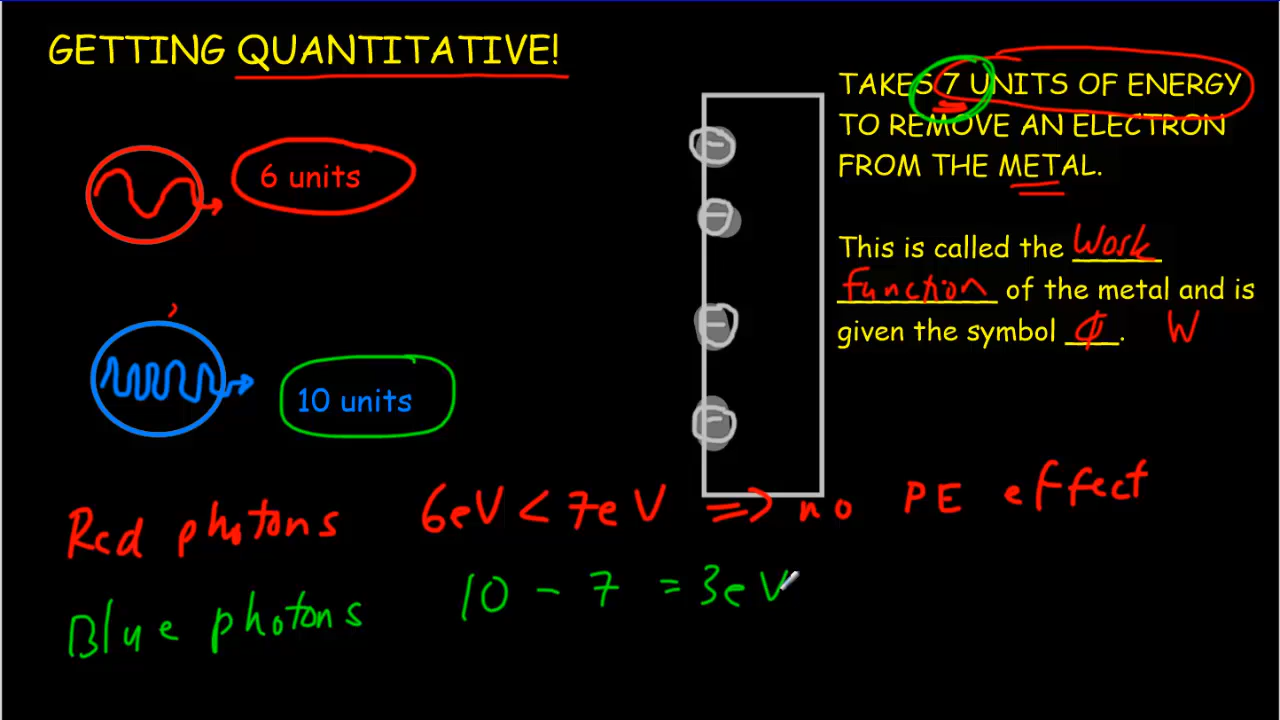 GETTING QUANTITATIVE!
6 units
10 units
TAKES 7 UNITS OF ENERGY
TO REMOVE AN ELECTRON
FROM THE METAL.
This is called the Work
function of the metal and is
given the symbol ϕ. W
Red photons 6eV < 7eV => no PE effect
Blue photons 10 - 7 = 3eV